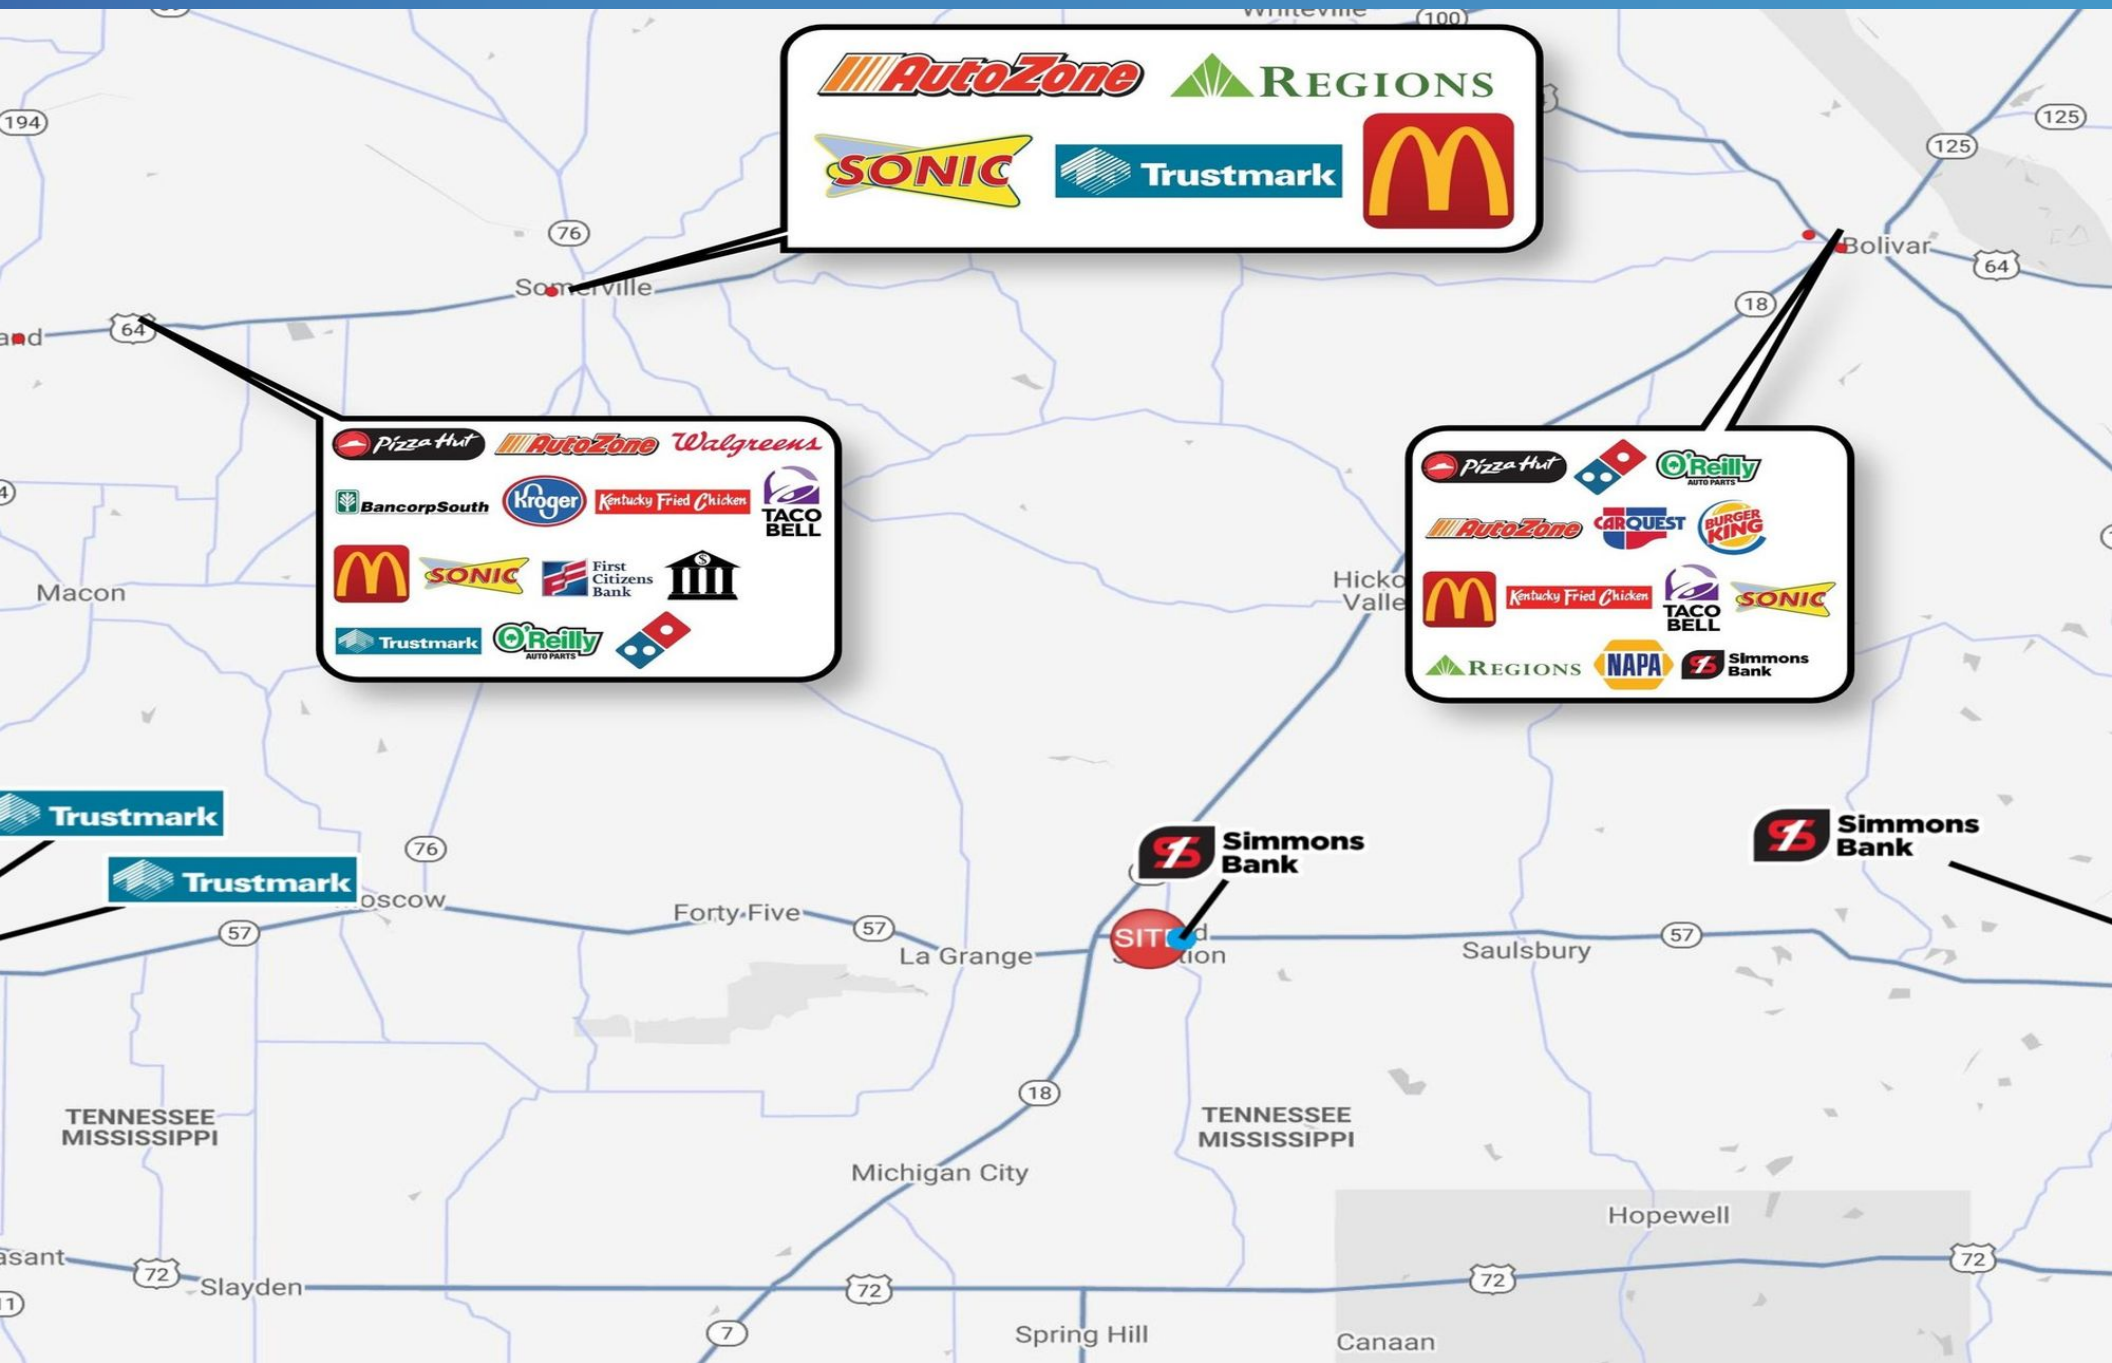 Whiteville
100
AutoZone REGIONS
SONIC Trustmark
194
125
125
76
Bolivar
64
Somerville
18
64
Pizza Hut AutoZone Walgreens
BancorpSouth Kroger Kentucky Fried Chicken TACO
BELL
SONIC First
Citizens
Bank
$
Trustmark O'Reilly
AUTO PARTS
Pizza Hut O'Reilly
AUTO PARTS
AutoZone CARQUEST BURGER
KING
Kentucky Fried Chicken TACO
BELL SONIC
REGIONS NAPA Simmons
Bank
Macon
Trustmark
76
Trustmark
57
Forty Five
57
La Grange
Simmons
Bank
Simmons
Bank
Saulsbury
57
18
TENNESSEE
MISSISSIPPI
TENNESSEE
MISSISSIPPI
Michigan City
Hopewell
72
Slayden
72
72
72
7
Spring Hill
Canaan